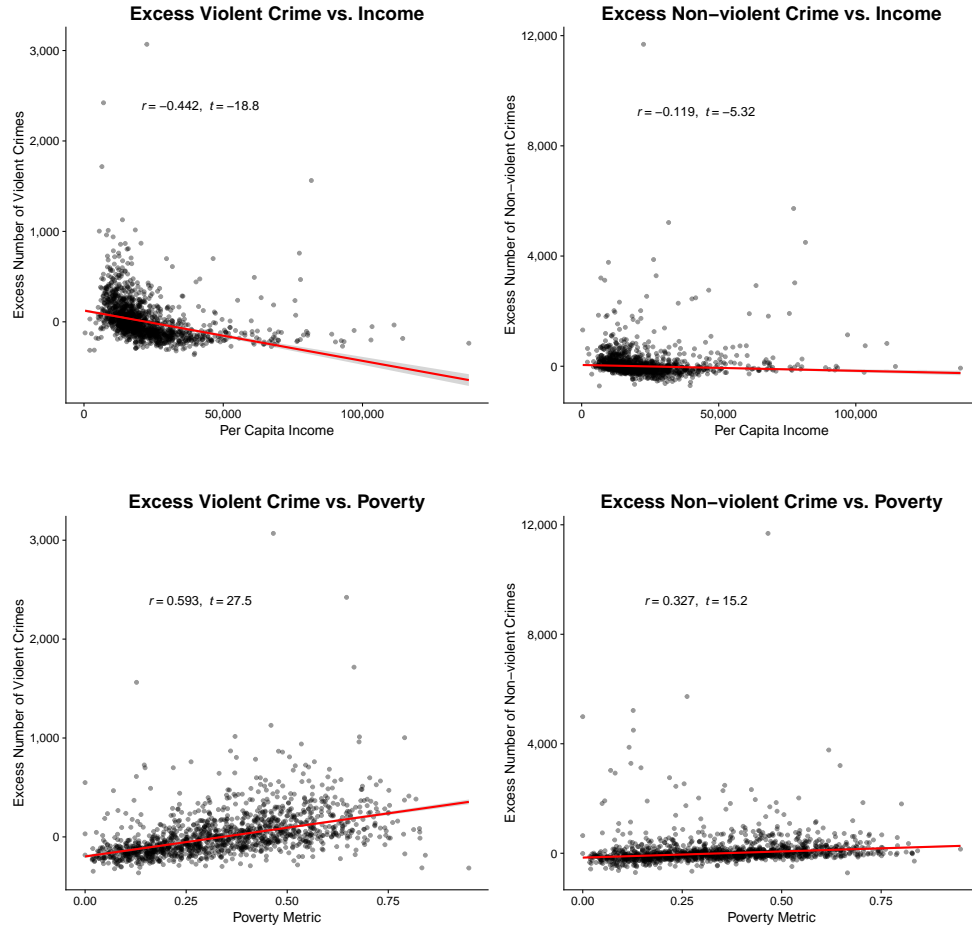 Excess Violent Crime vs. Income
Excess Number of Violent Crimes
3,000
2,000
1,000
0
r = −0.442, t = −18.8
0 50,000 100,000
Per Capita Income
Excess Non−violent Crime vs. Income
Excess Number of Non−violent Crimes
12,000
8,000
4,000
0
r = −0.119, t = −5.32
0 50,000 100,000
Per Capita Income
Excess Violent Crime vs. Poverty
Excess Number of Violent Crimes
3,000
2,000
1,000
0
r = 0.593, t = 27.5
0.00 0.25 0.50 0.75
Poverty Metric
Excess Non−violent Crime vs. Poverty
Excess Number of Non−violent Crimes
12,000
8,000
4,000
0
r = 0.327, t = 15.2
0.00 0.25 0.50 0.75
Poverty Metric